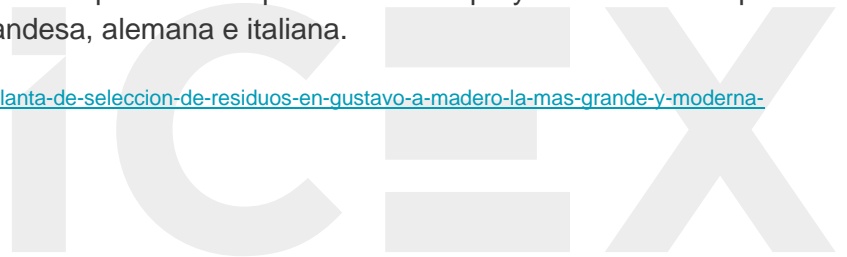 andesa, alemana e italiana.
lanta-de-seleccion-de-residuos-en-gustavo-a-madero-la-mas-grande-y-moderna-
iCEX